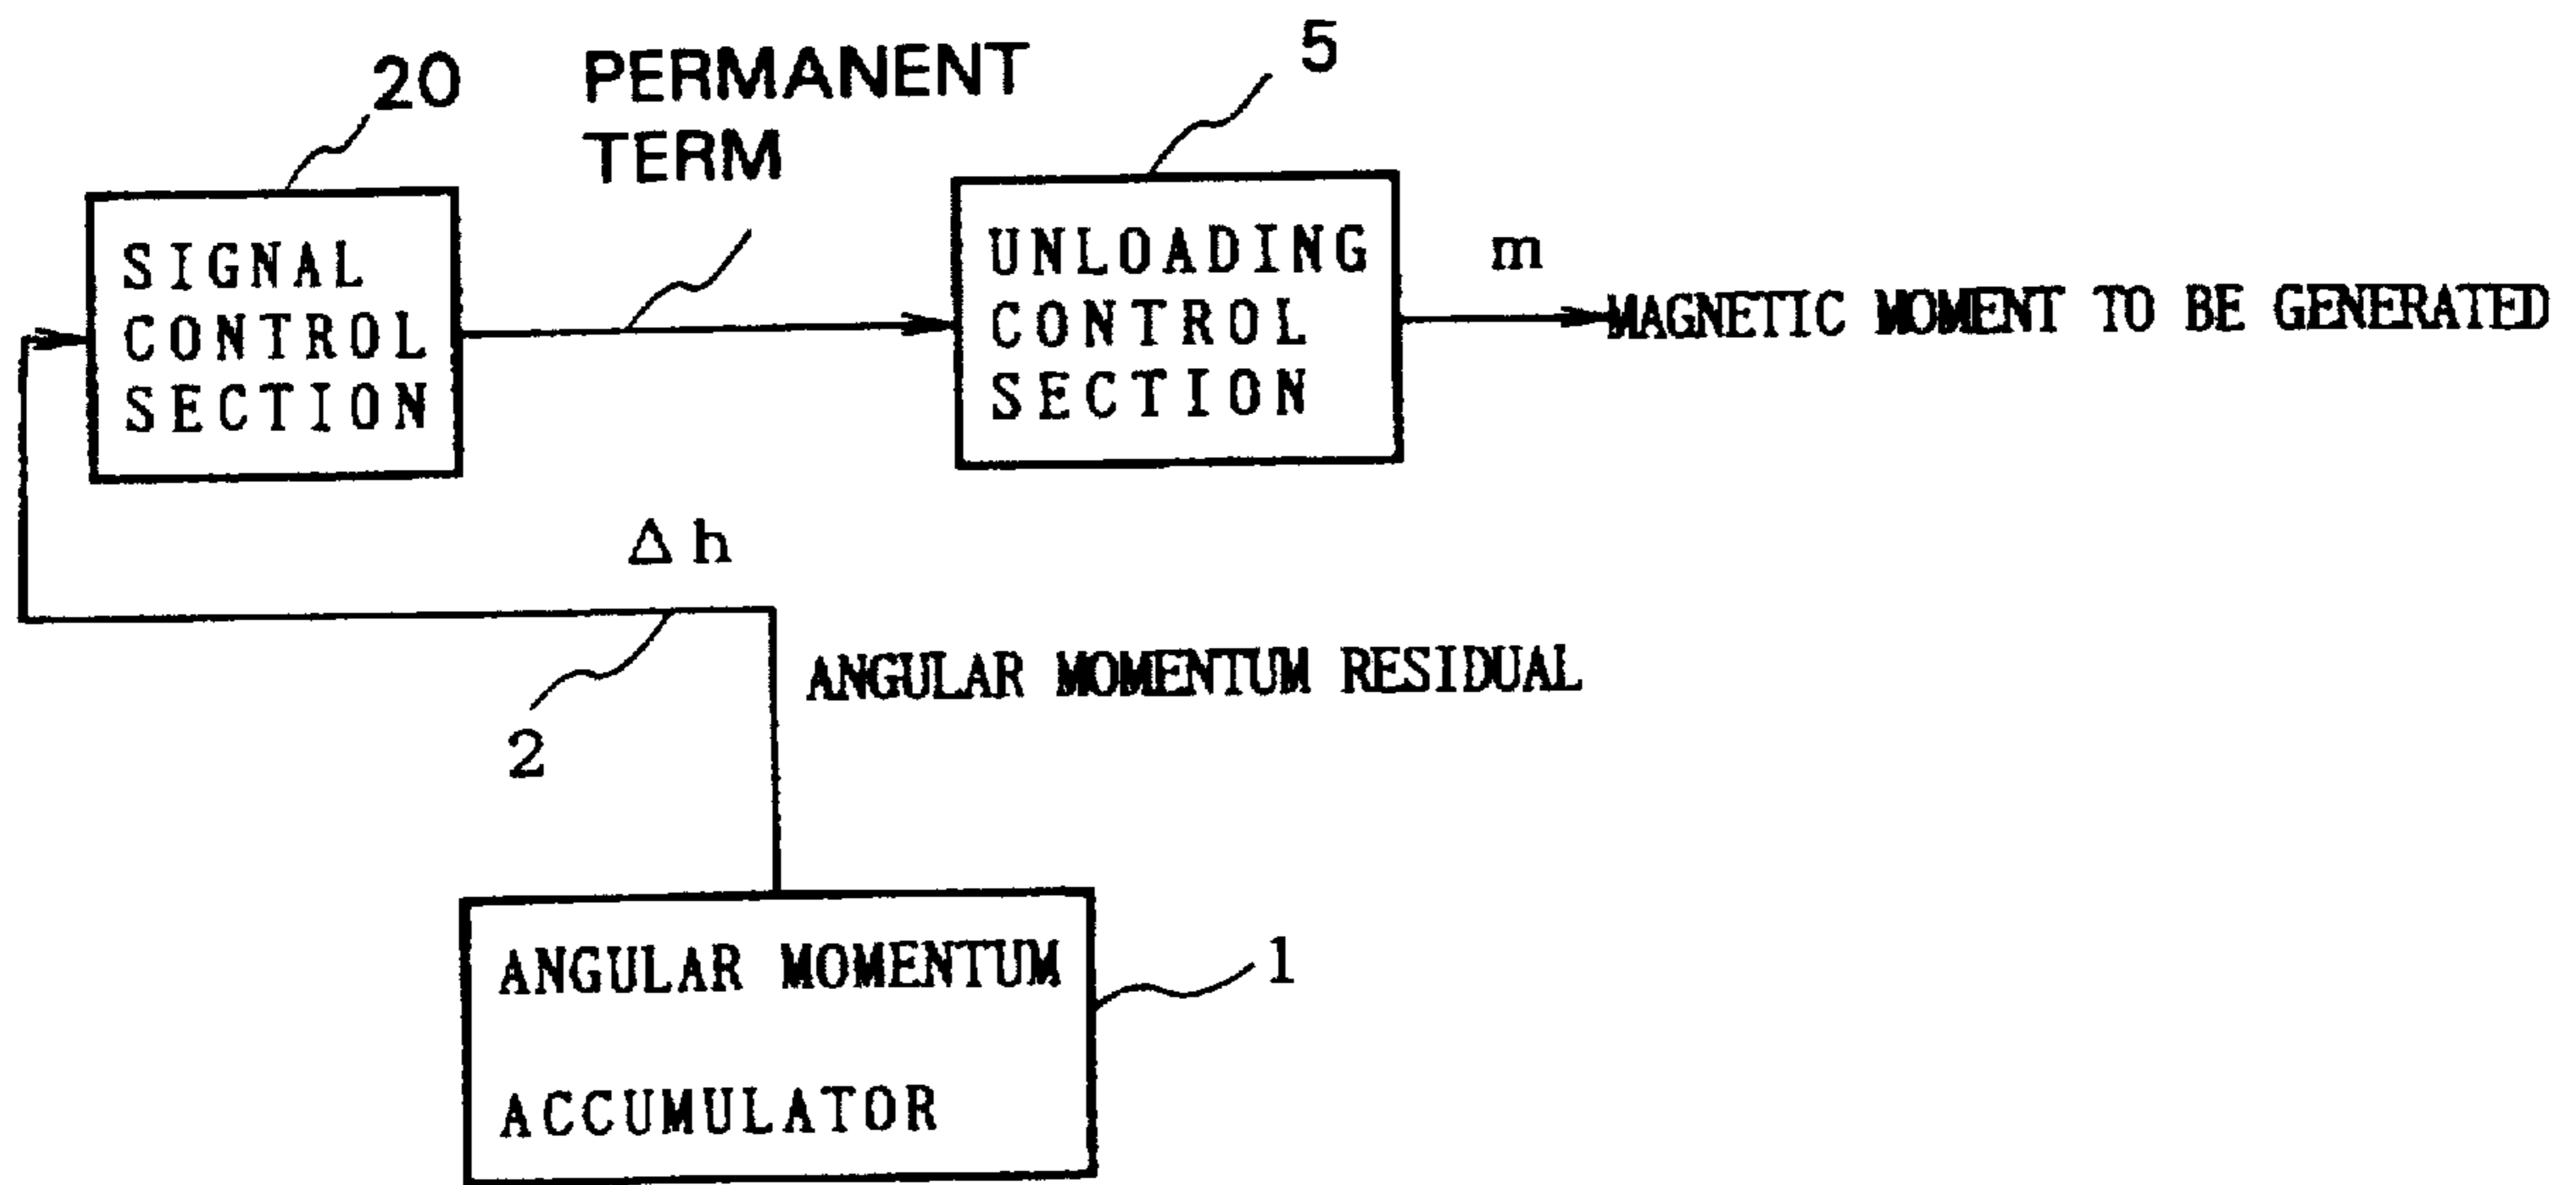 20
PERMANENT
TERM
5
SIGNAL
CONTROL
SECTION
UNLOADING
CONTROL
SECTION
m
MAGNETIC MOMENT TO BE GENERATED
Δh
2
ANGULAR MOMENTUM RESIDUAL
ANGULAR MOMENTUM
ACCUMULATOR
1